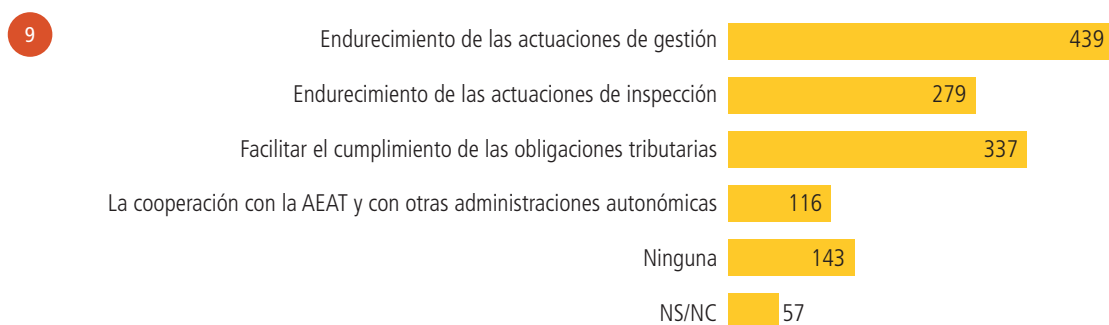 9
Endurecimiento de las actuaciones de gestión 439
Endurecimiento de las actuaciones de inspección 279
Facilitar el cumplimiento de las obligaciones tributarias 337
La cooperación con la AEAT y con otras administraciones autonómicas 116
Ninguna 143
NS/NC 57